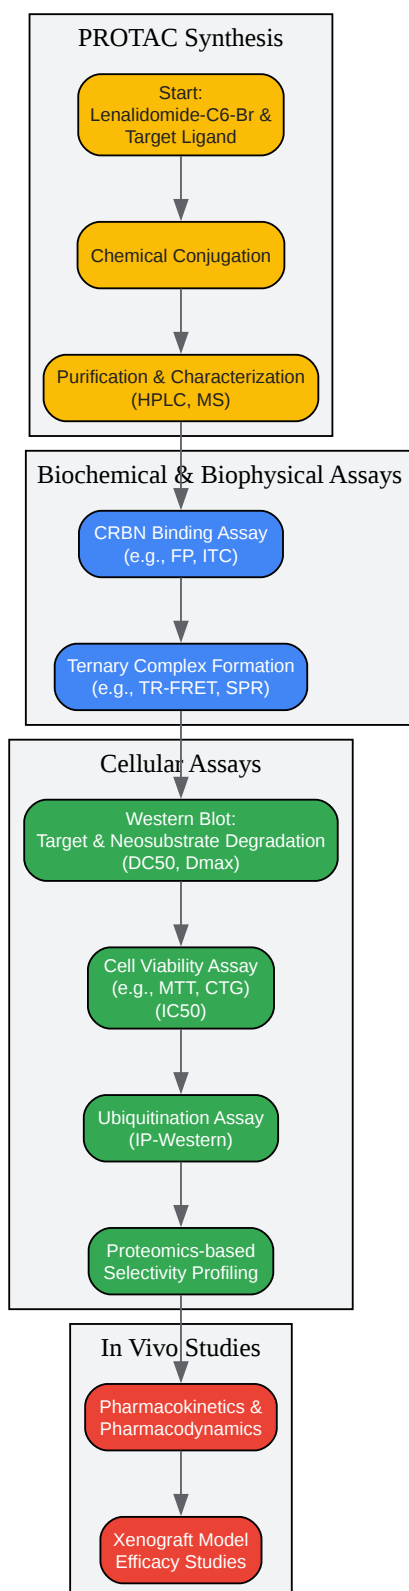 PROTAC Synthesis
Start:
Lenalidomide-C6-Br &
Target Ligand
Chemical Conjugation
Purification & Characterization
(HPLC, MS)
Biochemical & Biophysical Assays
CRBN Binding Assay
(e.g., FP, ITC)
Ternary Complex Formation
(e.g., TR-FRET, SPR)
Cellular Assays
Western Blot:
Target & Neosubstrate Degradation
(DC50, Dmax)
Cell Viability Assay
(e.g., MTT, CTG)
(IC50)
Ubiquitination Assay
(IP-Western)
Proteomics-based
Selectivity Profiling
In Vivo Studies
Pharmacokinetics &
Pharmacodynamics
Xenograft Model
Efficacy Studies